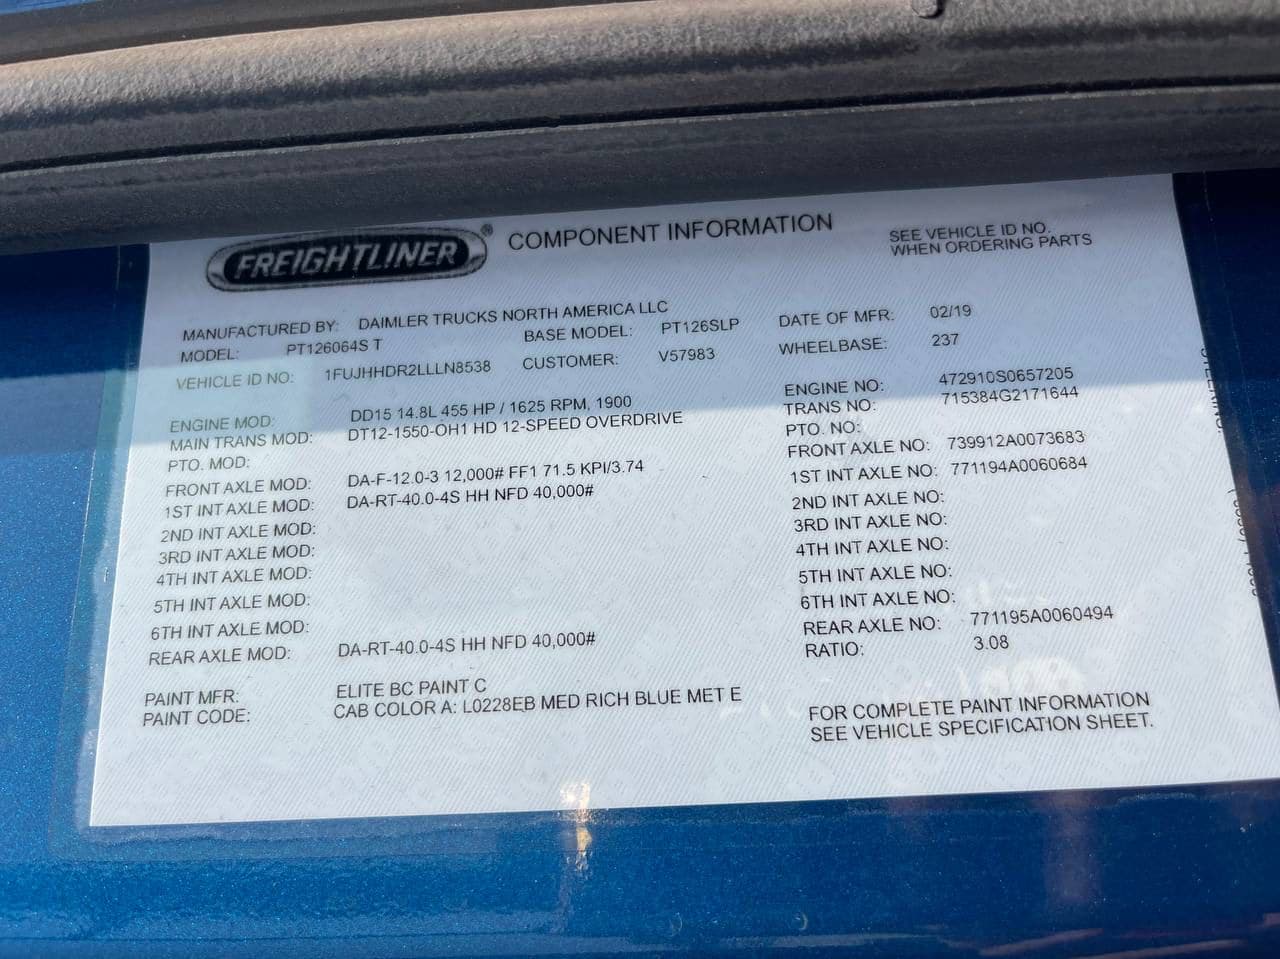 FREIGHTLINER® COMPONENT INFORMATION SEE VEHICLE ID NO.
WHEN ORDERING PARTS
MANUFACTURED BY: DAIMLER TRUCKS NORTH AMERICA LLC
MODEL: PT126064S T BASE MODEL: PT126SLP DATE OF MFR: 02/19
VEHICLE ID NO: 1FUJHHDR2LLLN8538 CUSTOMER: V57983 WHEELBASE: 237
ENGINE MOD: DD15 14.8L 455 HP / 1625 RPM, 1900 ENGINE NO: 472910S0657205
MAIN TRANS MOD: DT12-1550-OH1 HD 12-SPEED OVERDRIVE TRANS NO: 715384G2171644
PTO. MOD: PTO. NO:
FRONT AXLE MOD: DA-F-12.0-3 12,000# FF1 71.5 KPI/3.74 FRONT AXLE NO: 739912A0073683
1ST INT AXLE MOD: DA-RT-40.0-4S HH NFD 40,000# 1ST INT AXLE NO: 771194A0060684
2ND INT AXLE MOD: 2ND INT AXLE NO:
3RD INT AXLE MOD: 3RD INT AXLE NO:
4TH INT AXLE MOD: 4TH INT AXLE NO:
5TH INT AXLE MOD: 5TH INT AXLE NO:
6TH INT AXLE MOD: 6TH INT AXLE NO:
REAR AXLE MOD: DA-RT-40.0-4S HH NFD 40,000# REAR AXLE NO: 771195A0060494
RATIO: 3.08
PAINT MFR: ELITE BC PAINT C
PAINT CODE: CAB COLOR A: L0228EB MED RICH BLUE MET E
FOR COMPLETE PAINT INFORMATION
SEE VEHICLE SPECIFICATION SHEET.